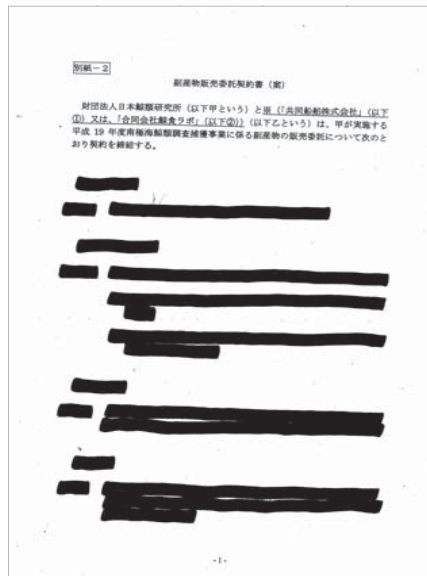 別紙－2
副産物販売委託契約書（案）
財団法人日本鯨類研究所（以下甲という）と※（「共同船舶株式会社」（以下
①）又は、「合同会社鯨食ラボ」（以下②））（以下乙という）は、甲が実施する
平成 19 年度南極海鯨類調査捕獲事業に係る副産物の販売委託について次のと
おり契約を締結する。
- 1 -